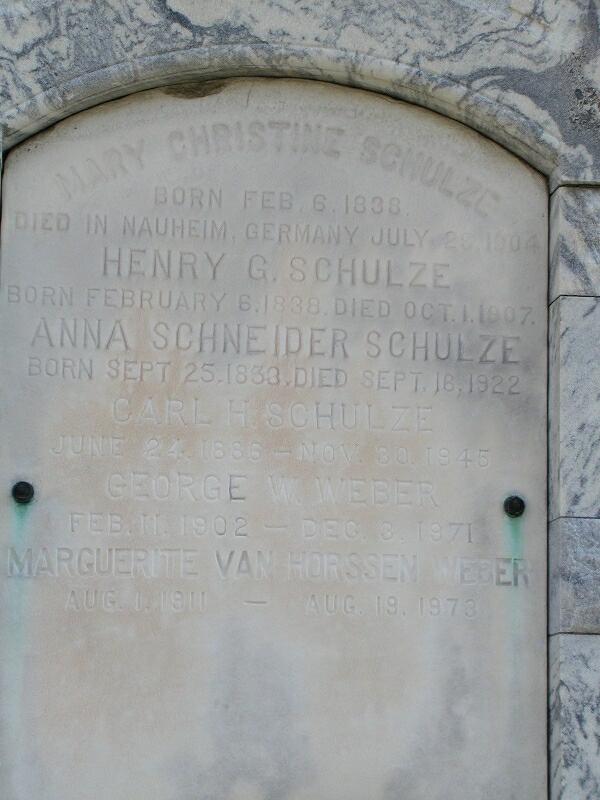 MARY CHRISTINE SCHULZE
BORN FEB. 6. 1838.
DIED IN NAUHEIM, GERMANY JULY 1904
HENRY G. SCHULZE
BORN FEBRUARY 6, 1838. DIED OCT. 1. 1907.
ANNA SCHNEIDER SCHULZE
BORN SEPT 25. DIED SEPT. 16, 1922
CARL H. SCHULZE
JUNE 24. – NOV. 30. 1945
GEORGE W. WEBER
FEB. 11. 1902 — DEC. 3, 1971
MARGUERITE VAN HORSSEN WEBER
AUG. 1. 1911 — AUG. 19. 1973